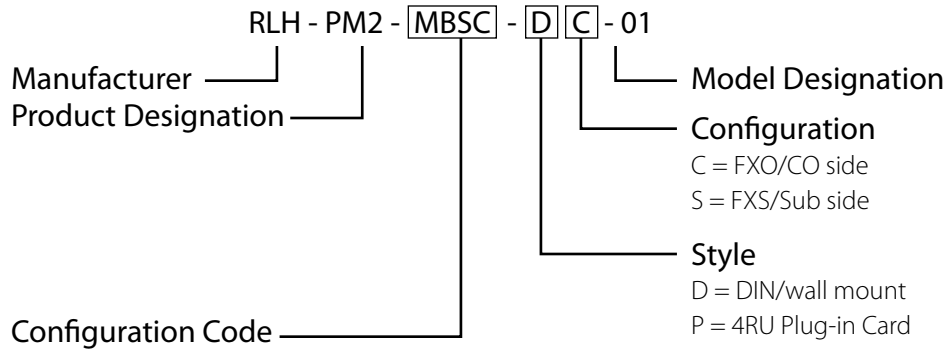 RLH - PM2 - MBSC - D C - 01
Manufacturer
Product Designation
Configuration Code
Model Designation
Configuration
C = FXO/CO side
S = FXS/Sub side
Style
D = DIN/wall mount
P = 4RU Plug-in Card